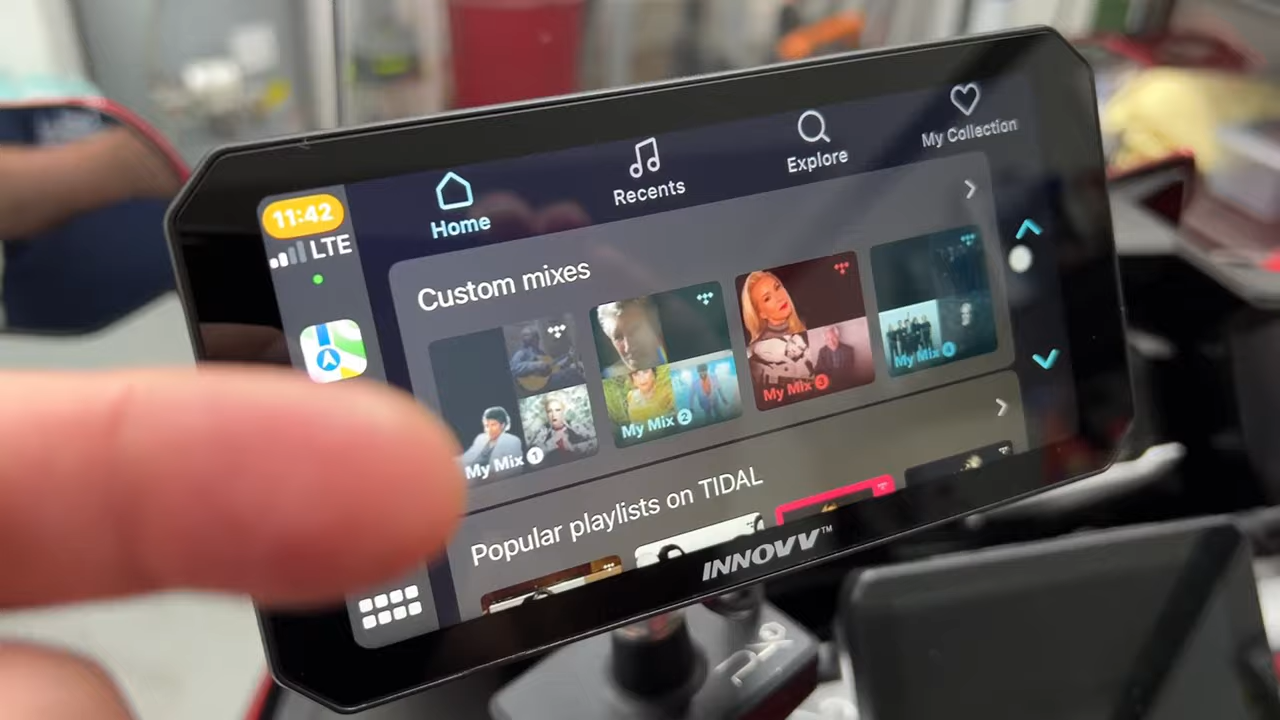 11:42
LTE
Home
Recents
Explore
My Collection
Custom mixes
My Mix 1
My Mix 2
My Mix 3
My Mix 4
Popular playlists on TIDAL
INNOVV™